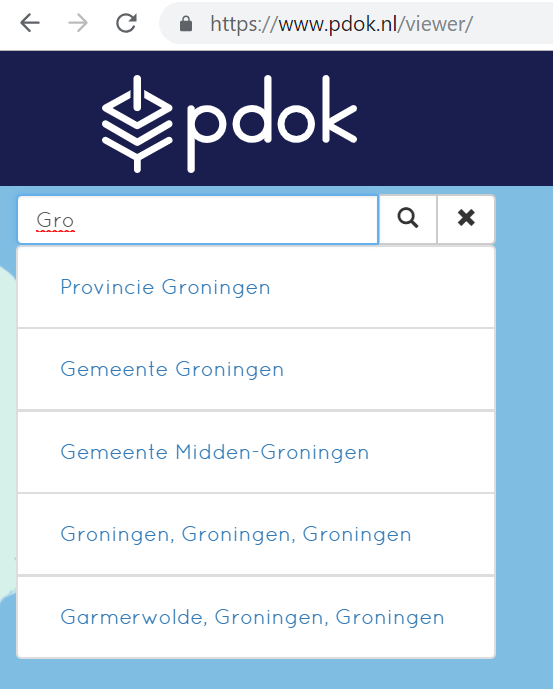 https://www.pdok.nl/viewer/
pdok
Gro
Provincie Groningen
Gemeente Groningen
Gemeente Midden-Groningen
Groningen, Groningen, Groningen
Garmerwolde, Groningen, Groningen